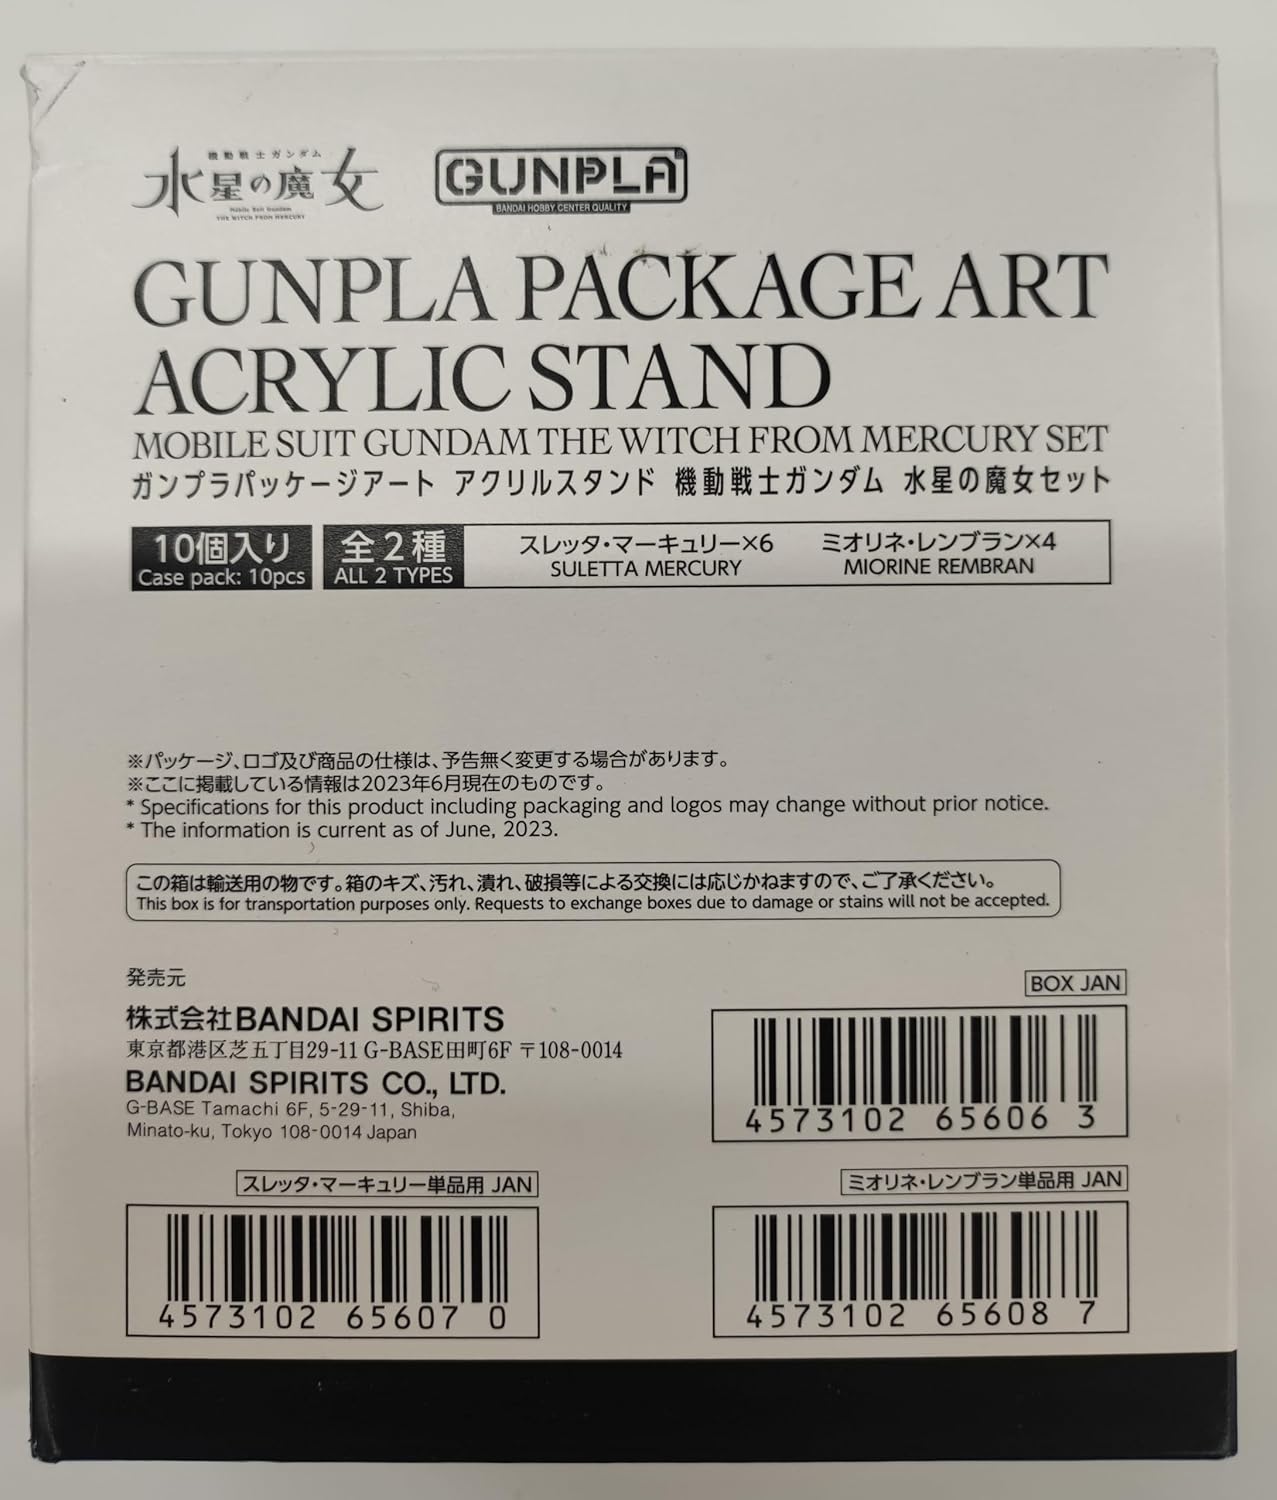 機動戦士ガンダム
水星の魔女
Mobile Suit Gundam
THE WITCH FROM MERCURY
GUNPLA
BANDAI HOBBY CENTER QUALITY
GUNPLA PACKAGE ART
ACRYLIC STAND
MOBILE SUIT GUNDAM THE WITCH FROM MERCURY SET
ガンプラパッケージアート アクリルスタンド 機動戦士ガンダム 水星の魔女セット
10個入り
Case pack: 10pcs
全2種
ALL 2 TYPES
スレッタ・マーキュリー×6
SULETTA MERCURY
ミオリネ・レンブラン×4
MIORINE REMBRAN
※パッケージ、ロゴ及び商品の仕様は、予告無く変更する場合があります。
※ここに掲載している情報は2023年6月現在のものです。
* Specifications for this product including packaging and logos may change without prior notice.
* The information is current as of June, 2023.
この箱は輸送用の物です。箱のキズ、汚れ、潰れ、破損等による交換には応じかねますので、ご了承ください。
This box is for transportation purposes only. Requests to exchange boxes due to damage or stains will not be accepted.
発売元
株式会社BANDAI SPIRITS
東京都港区芝五丁目29-11 G-BASE田町6F 〒108-0014
BANDAI SPIRITS CO., LTD.
G-BASE Tamachi 6F, 5-29-11, Shiba,
Minato-ku, Tokyo 108-0014 Japan
BOX JAN
4573102 65606 3
スレッタ・マーキュリー単品用 JAN
4573102 65607 0
ミオリネ・レンブラン単品用 JAN
4573102 65608 7